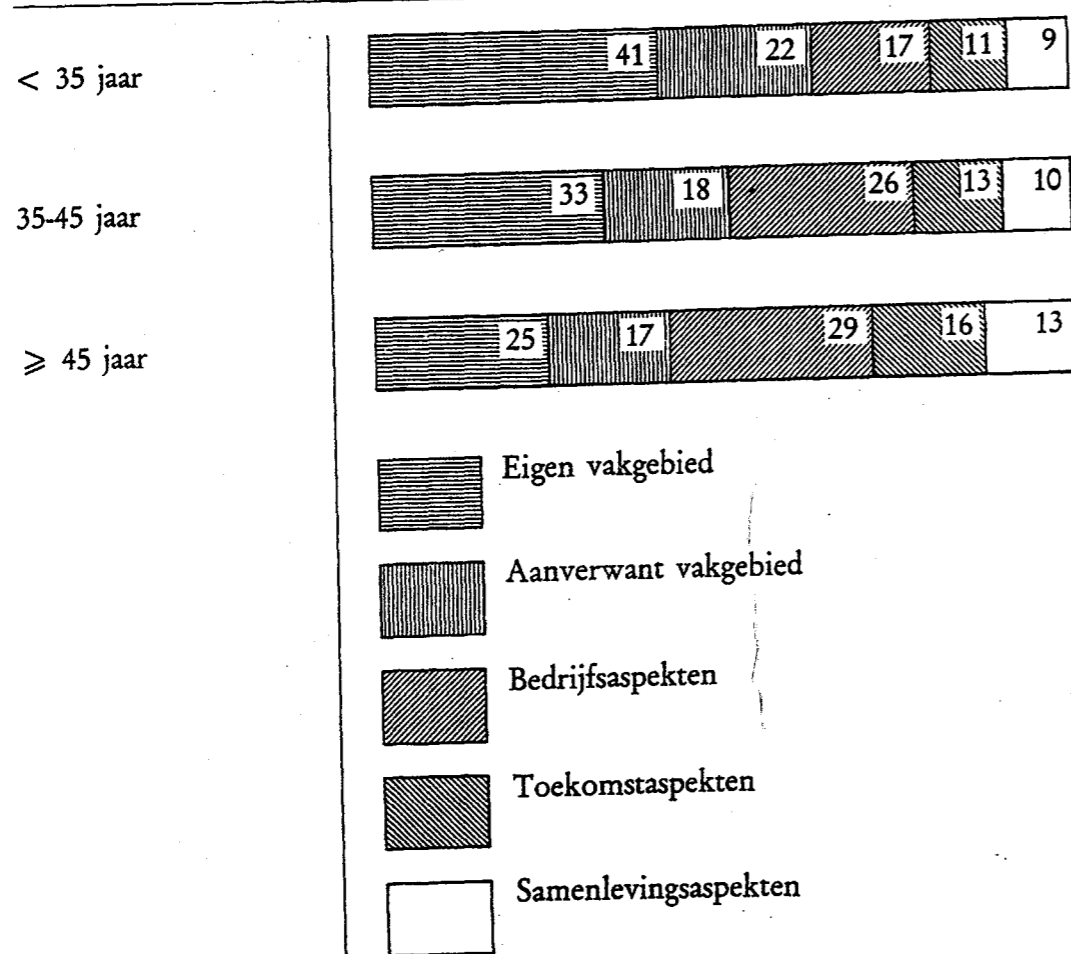 < 35 jaar 41 22 17 11 9
35-45 jaar 33 18 26 13 10
⩾ 45 jaar 25 17 29 16 13
Eigen vakgebied
Aanverwant vakgebied
Bedrijfsaspekten
Toekomstaspekten
Samenlevingsaspekten